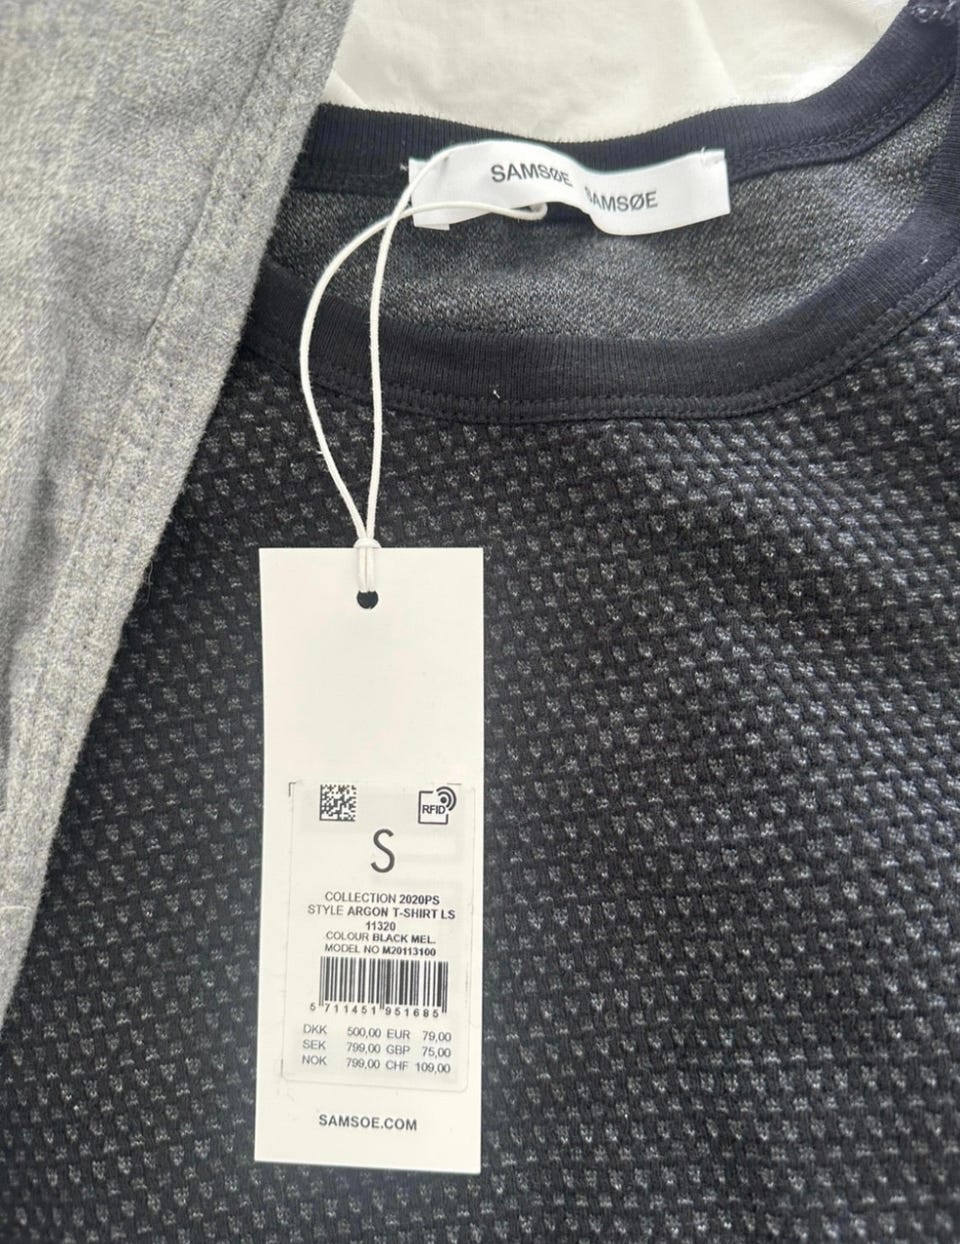 SAMSØE SAMSØE
RFID
S
COLLECTION 2020PS
STYLE ARGON T-SHIRT LS
11320
COLOUR BLACK MEL.
MODEL NO M20113100
5 711451 951685
DKK 500,00 EUR 79,00
SEK 799,00 GBP 75,00
NOK 799,00 CHF 109,00
SAMSOE.COM